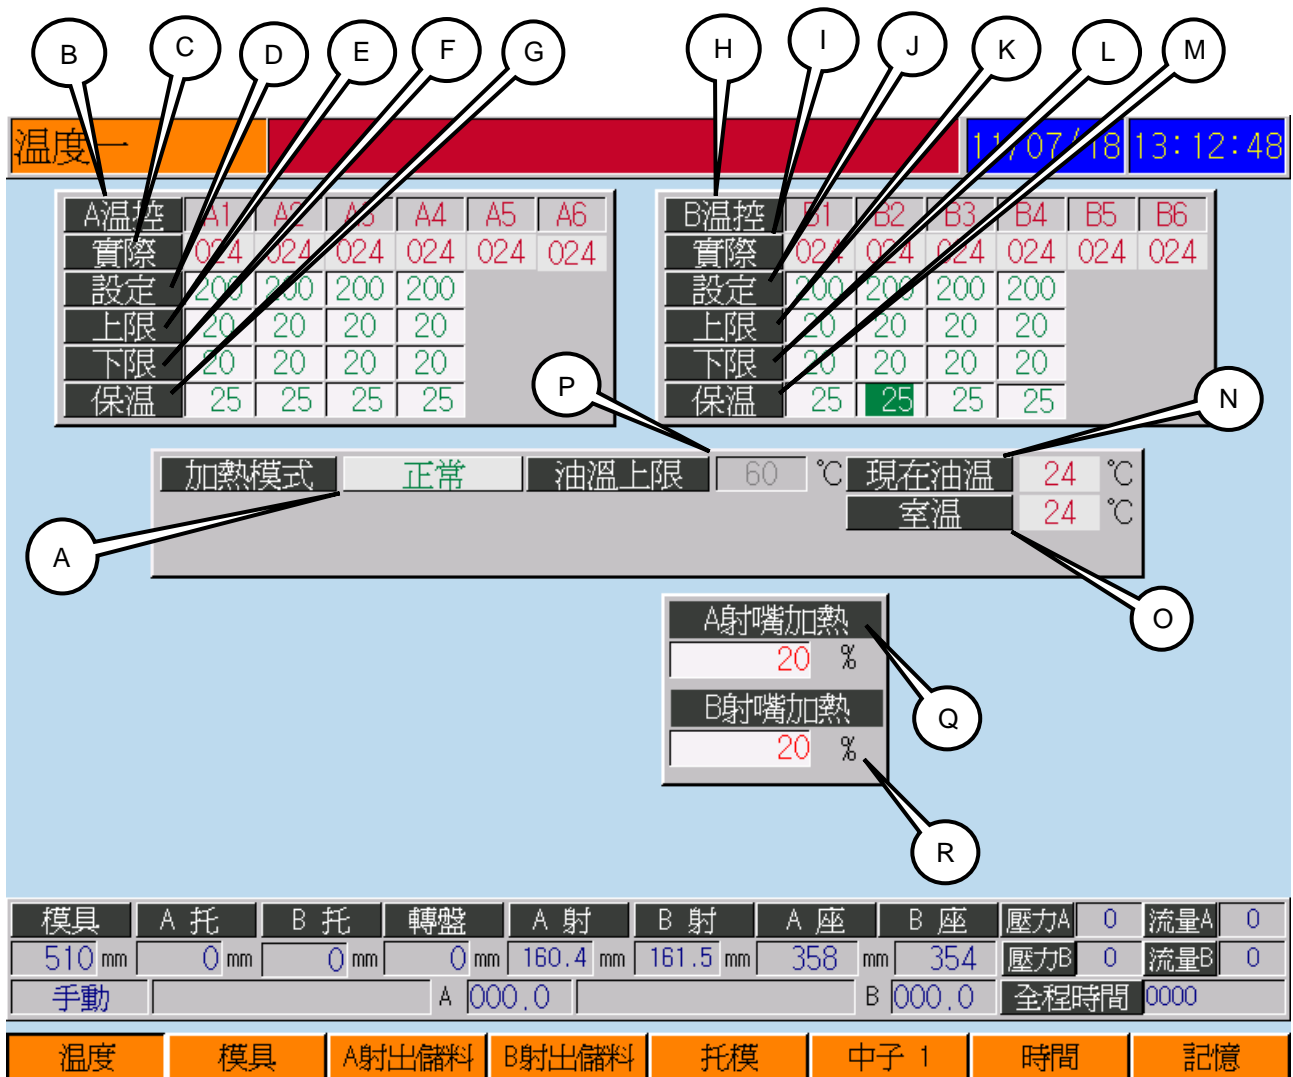 B C D E F G H I J K L M
温度一 11/07/18 13:12:48
A温控 A1 A2 A3 A4 A5 A6
實際 024 024 024 024 024 024
設定 200 200 200 200
上限 20 20 20 20
下限 20 20 20 20
保温 25 25 25 25
B温控 B1 B2 B3 B4 B5 B6
實際 024 024 024 024 024 024
設定 200 200 200 200
上限 20 20 20 20
下限 20 20 20 20
保温 25 25 25 25
P N
加熱模式 正常 油溫上限 60 ℃ 現在油温 24 ℃
室温 24 ℃
A O
A射嘴加熱
20 %
B射嘴加熱
20 %
Q
R
模具 A 托 B 托 轉盤 A 射 B 射 A 座 B 座 壓力A 0 流量A 0
510 mm 0 mm 0 mm 0 mm 160.4 mm 161.5 mm 358 mm 354 壓力B 0 流量B 0
手動 A 000.0 B 000.0 全程時間 0000
温度 模具 A射出儲料 B射出儲料 托模 中子 1 時間 記憶